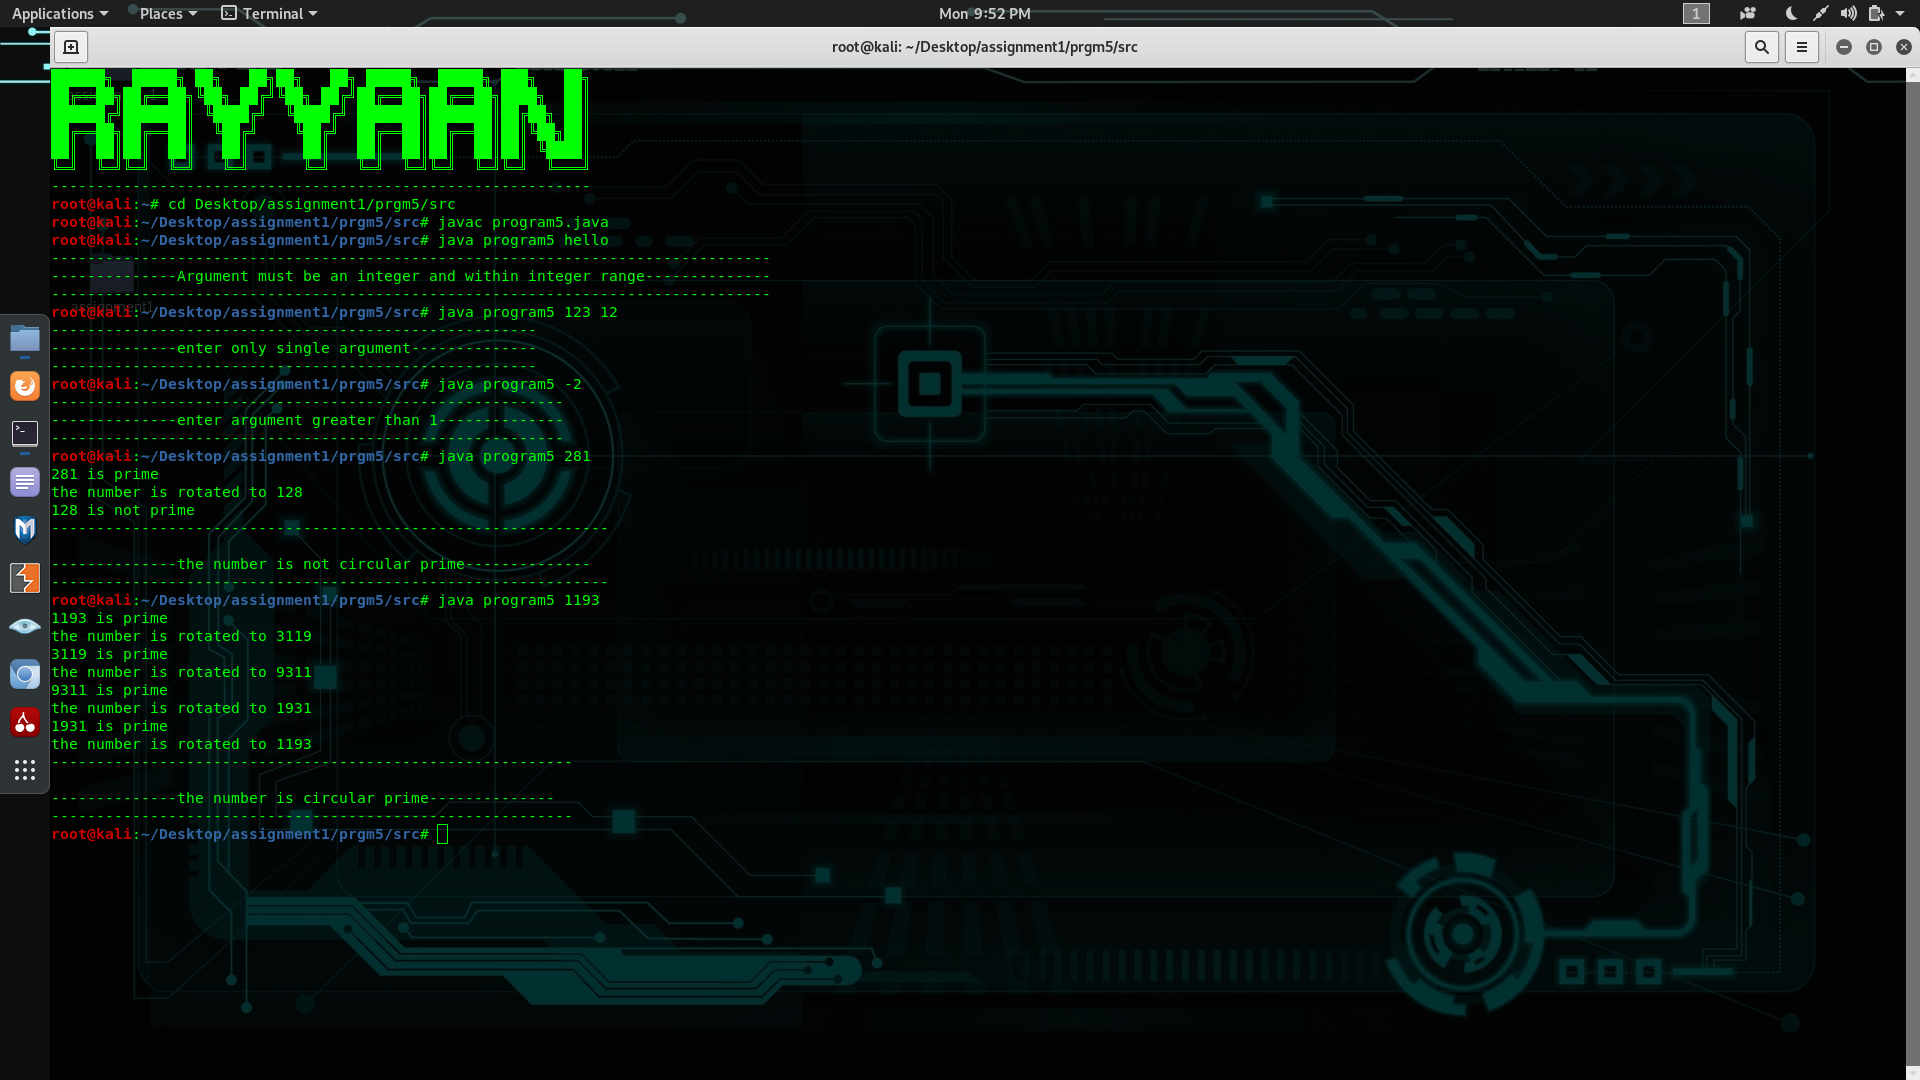 Applications Places Terminal Mon 9:52 PM 1
root@kali: ~/Desktop/assignment1/prgm5/src
RAYYAAN
------------------------------------------------------------
root@kali:~# cd Desktop/assignment1/prgm5/src
root@kali:~/Desktop/assignment1/prgm5/src# javac program5.java
root@kali:~/Desktop/assignment1/prgm5/src# java program5 hello
--------------------------------------------------------------------------------
--------------Argument must be an integer and within integer range--------------
--------------------------------------------------------------------------------
assignment1
root@kali:~/Desktop/assignment1/prgm5/src# java program5 123 12
------------------------------------------------------
--------------enter only single argument--------------
------------------------------------------------------
root@kali:~/Desktop/assignment1/prgm5/src# java program5 -2
---------------------------------------------------------
--------------enter argument greater than 1--------------
---------------------------------------------------------
root@kali:~/Desktop/assignment1/prgm5/src# java program5 281
281 is prime
the number is rotated to 128
128 is not prime
--------------------------------------------------------------
--------------the number is not circular prime--------------
--------------------------------------------------------------
root@kali:~/Desktop/assignment1/prgm5/src# java program5 1193
1193 is prime
the number is rotated to 3119
3119 is prime
the number is rotated to 9311
9311 is prime
the number is rotated to 1931
1931 is prime
the number is rotated to 1193
----------------------------------------------------------
--------------the number is circular prime--------------
----------------------------------------------------------
root@kali:~/Desktop/assignment1/prgm5/src#